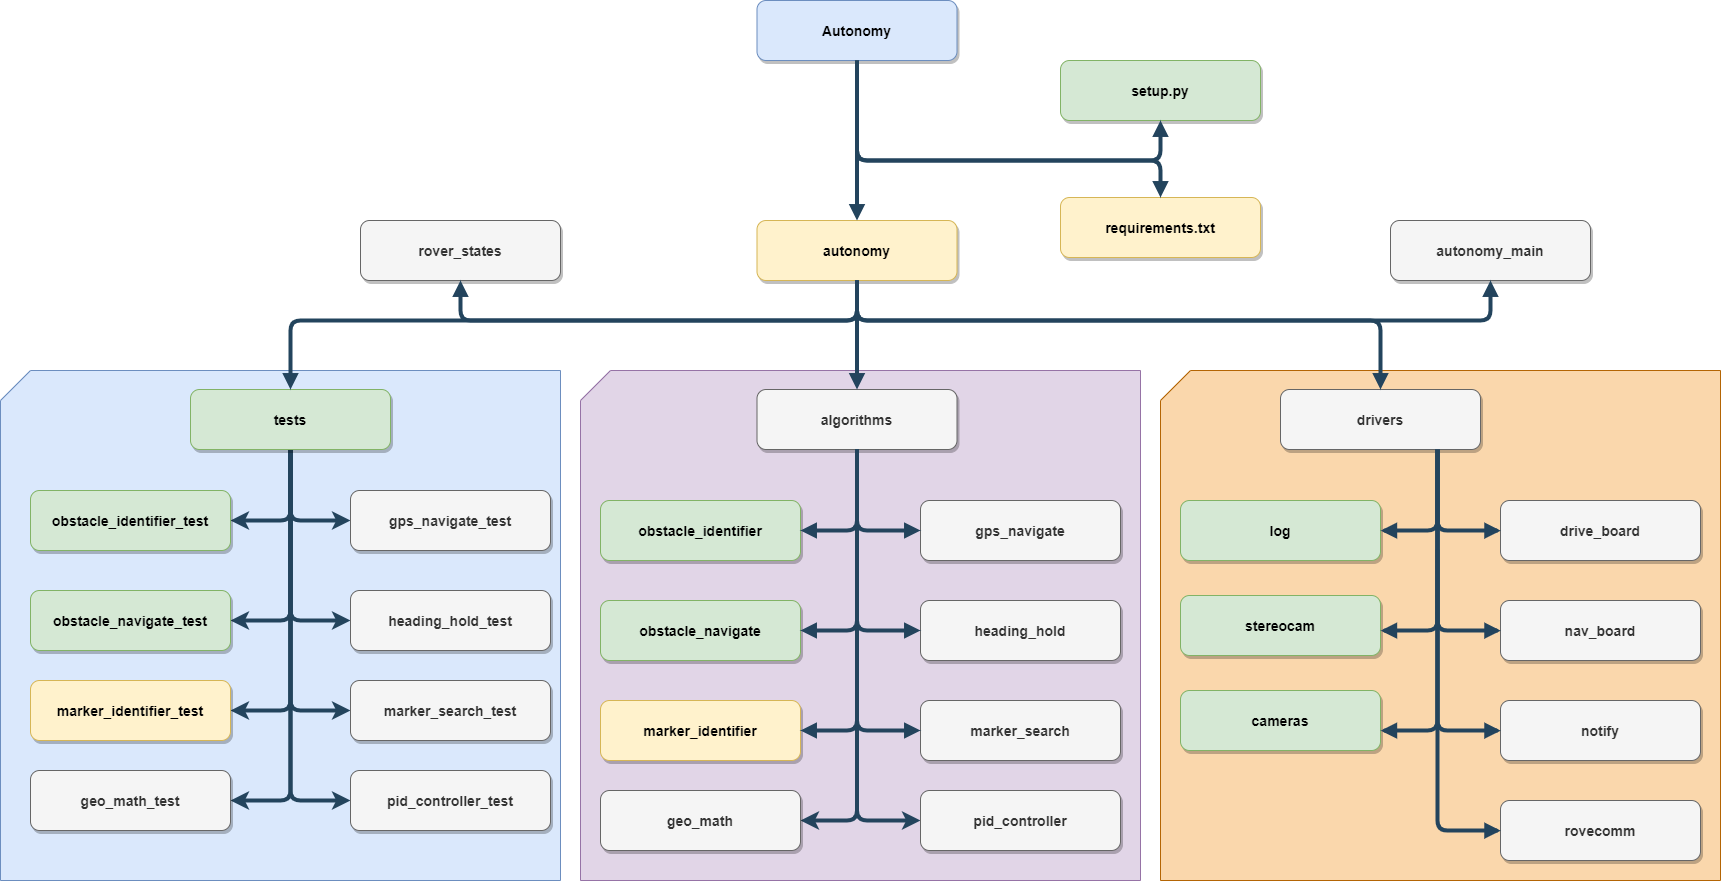 Autonomy
setup.py
requirements.txt
rover_states
autonomy
autonomy_main
tests
obstacle_identifier_test
gps_navigate_test
obstacle_navigate_test
heading_hold_test
marker_identifier_test
marker_search_test
geo_math_test
pid_controller_test
algorithms
obstacle_identifier
gps_navigate
obstacle_navigate
heading_hold
marker_identifier
marker_search
geo_math
pid_controller
drivers
log
drive_board
stereocam
nav_board
cameras
notify
rovecomm